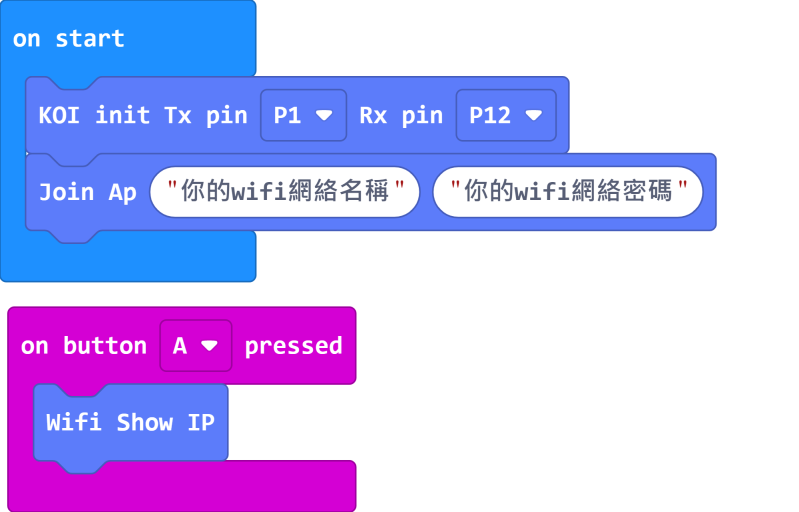 on start
KOI init Tx pin P1 Rx pin P12
Join Ap "你的wifi網絡名稱" "你的wifi網絡密碼"
on button A pressed
Wifi Show IP